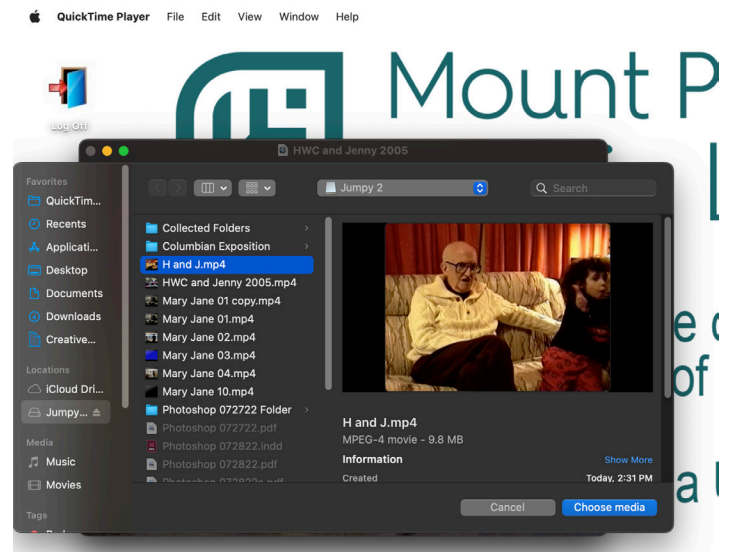 QuickTime Player File Edit View Window Help
Mount P
L
Log Off
HWC and Jenny 2005
Favorites
QuickTim...
Recents
Applicati...
Desktop
Documents
Downloads
Creative...
Locations
iCloud Dri...
Jumpy...
Media
Music
Movies
Tags
Jumpy 2
Search
Collected Folders
Columbian Exposition
H and J.mp4
HWC and Jenny 2005.mp4
Mary Jane 01 copy.mp4
Mary Jane 01.mp4
Mary Jane 02.mp4
Mary Jane 03.mp4
Mary Jane 04.mp4
Mary Jane 10.mp4
Photoshop 072722 Folder
Photoshop 072722.pdf
Photoshop 072822.indd
Photoshop 072822.pdf
H and J.mp4
MPEG-4 movie - 9.8 MB
Information Show More
Created Today, 2:31 PM
Cancel Choose media
e
of
a